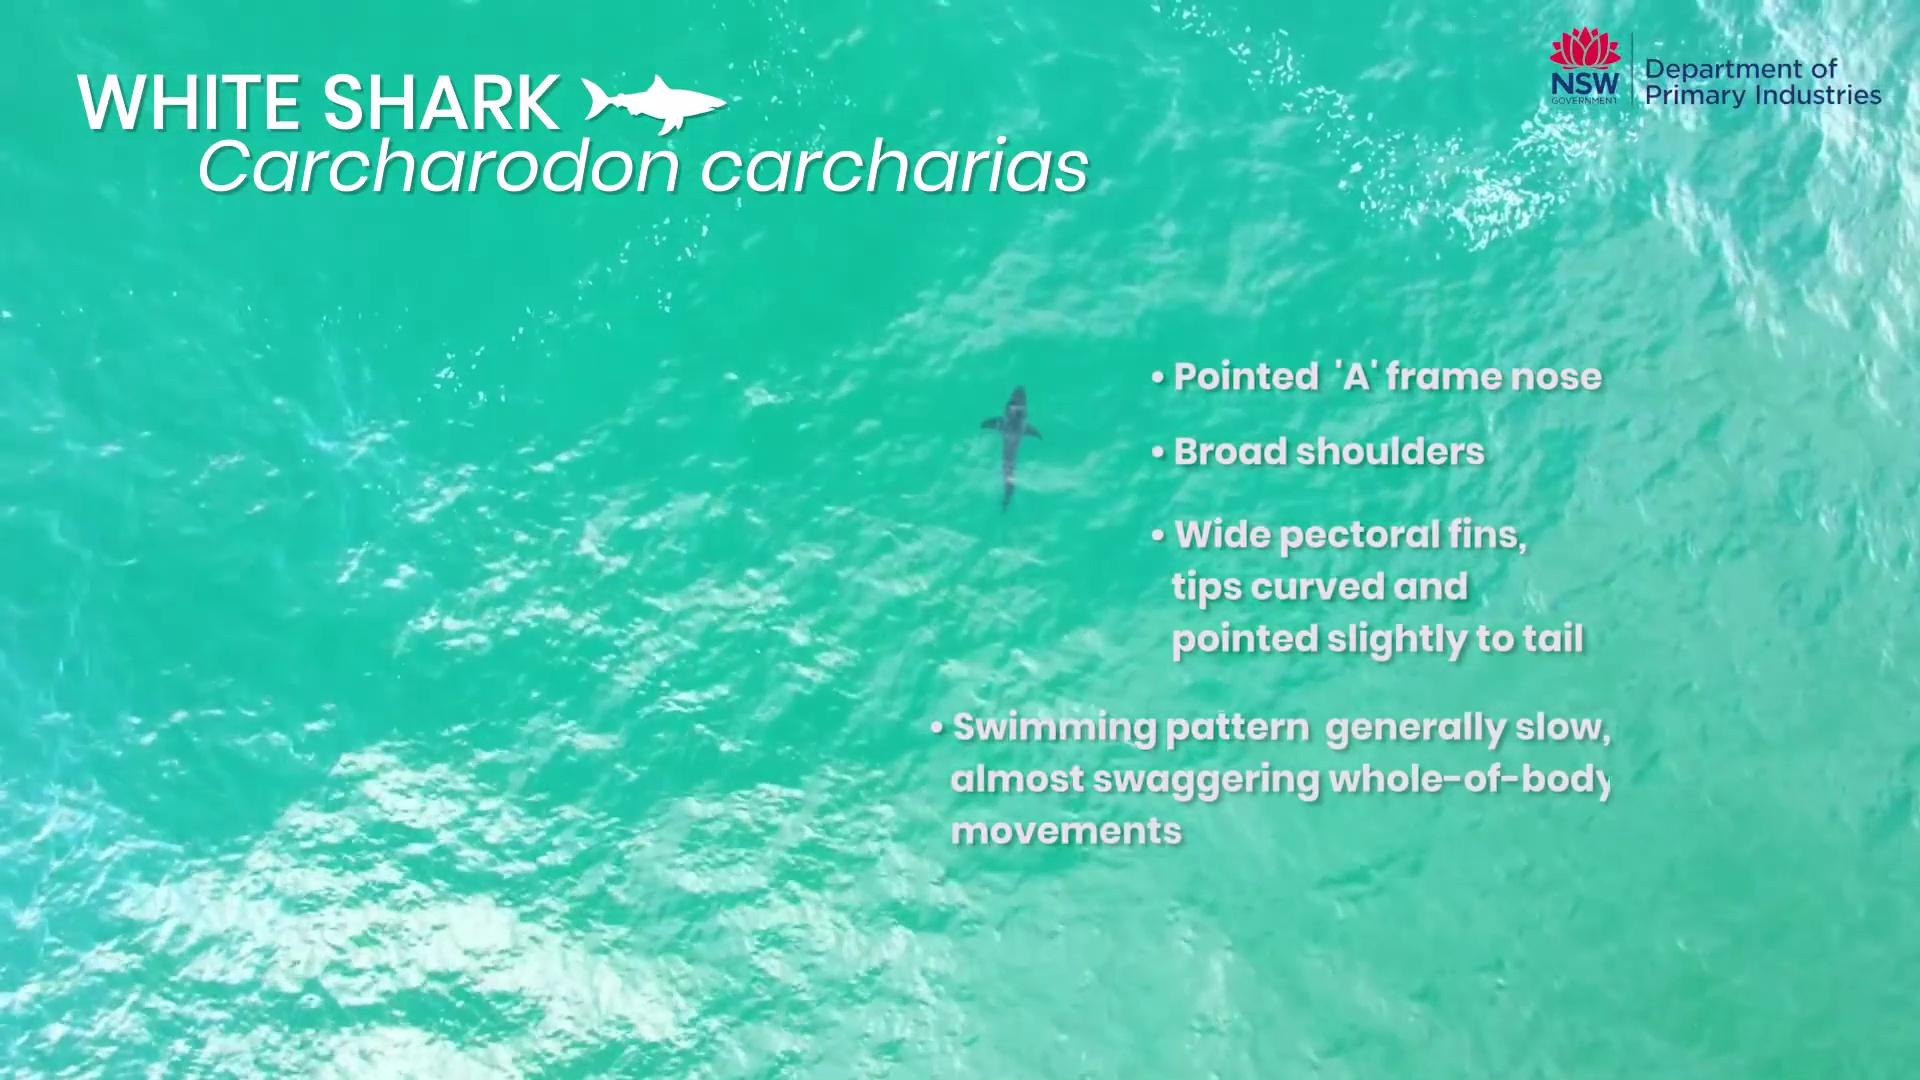 WHITE SHARK
Carcharodon carcharias
NSW
GOVERNMENT
Department of
Primary Industries
• Pointed 'A' frame nose
• Broad shoulders
• Wide pectoral fins,
tips curved and
pointed slightly to tail
• Swimming pattern generally slow,
almost swaggering whole-of-body
movements